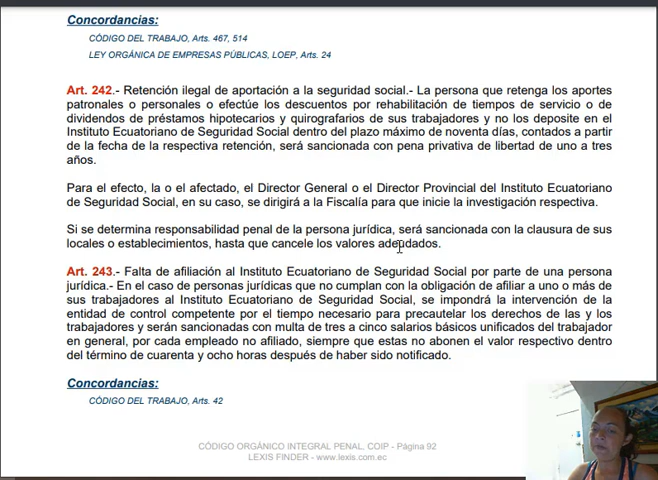 Concordancias:
CÓDIGO DEL TRABAJO, Arts. 467, 514
LEY ORGÁNICA DE EMPRESAS PÚBLICAS, LOEP, Arts. 24
Art. 242.- Retención ilegal de aportación a la seguridad social.- La persona que retenga los aportes
patronales o personales o efectúe los descuentos por rehabilitación de tiempos de servicio o de
dividendos de préstamos hipotecarios y quirografarios de sus trabajadores y no los deposite en el
Instituto Ecuatoriano de Seguridad Social dentro del plazo máximo de noventa días, contados a partir
de la fecha de la respectiva retención, será sancionada con pena privativa de libertad de uno a tres
años.
Para el efecto, la o el afectado, el Director General o el Director Provincial del Instituto Ecuatoriano
de Seguridad Social, en su caso, se dirigirá a la Fiscalía para que inicie la investigación respectiva.
Si se determina responsabilidad penal de la persona jurídica, será sancionada con la clausura de sus
locales o establecimientos, hasta que cancele los valores adeudados.
Art. 243.- Falta de afiliación al Instituto Ecuatoriano de Seguridad Social por parte de una persona
jurídica.- En el caso de personas jurídicas que no cumplan con la obligación de afiliar a uno o más de
sus trabajadores al Instituto Ecuatoriano de Seguridad Social, se impondrá la intervención de la
entidad de control competente por el tiempo necesario para precautelar los derechos de las y los
trabajadores y serán sancionadas con multa de tres a cinco salarios básicos unificados del trabajador
en general, por cada empleado no afiliado, siempre que estas no abonen el valor respectivo dentro
del término de cuarenta y ocho horas después de haber sido notificado.
Concordancias:
CÓDIGO DEL TRABAJO, Arts. 42
CÓDIGO ORGÁNICO INTEGRAL PENAL, COIP - Página 92
LEXIS FINDER - www.lexis.com.ec